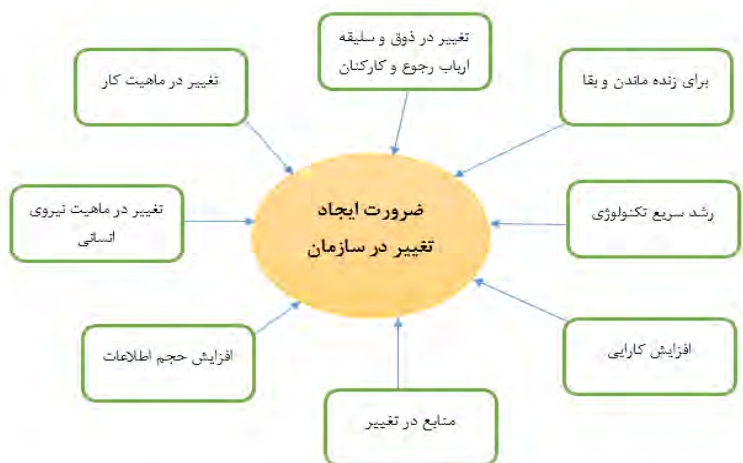 تغییر در ذوق و سلیقه
ارباب رجوع و کارکنان
برای زنده ماندن و بقا
تغییر در ماهیت کار
ضرورت ایجاد
تغییر در سازمان
رشد سریع تکنولوژی
تغییر در ماهیت نیروی
انسانی
افزایش کارایی
افزایش حجم اطلاعات
منابع در تغییر